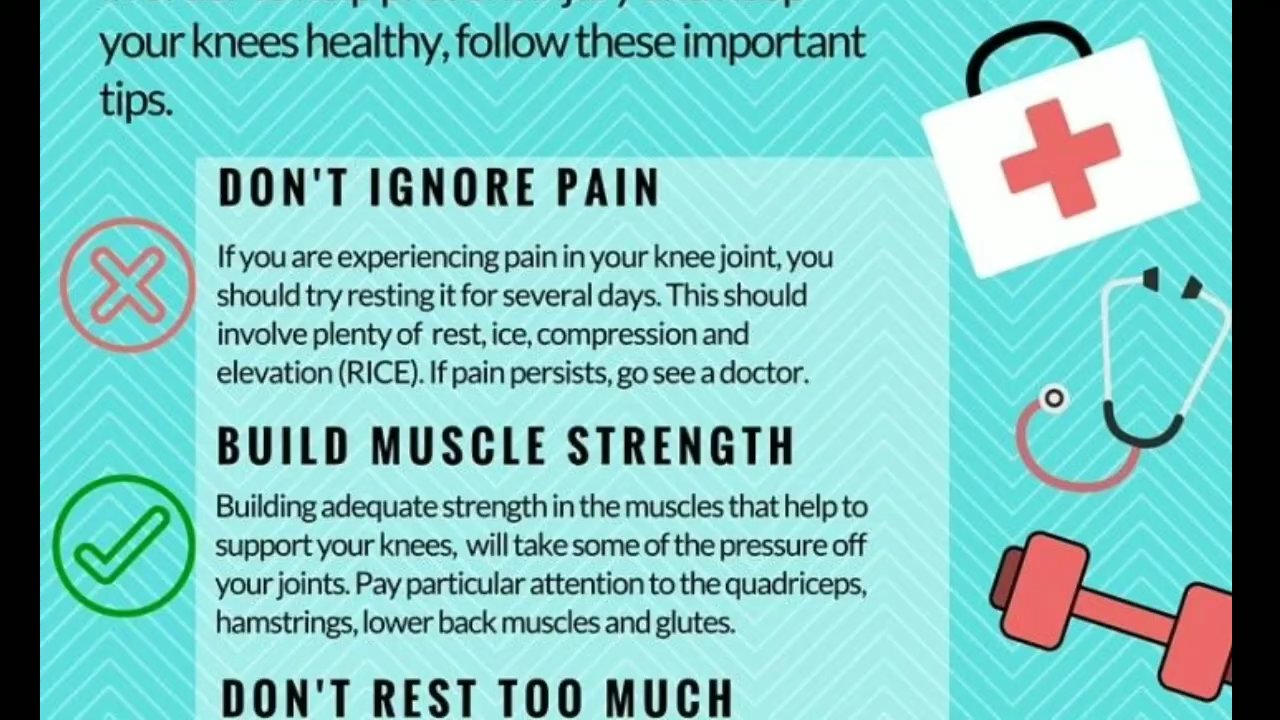 your knees healthy, follow these important
tips.
DON'T IGNORE PAIN
If you are experiencing pain in your knee joint, you
should try resting it for several days. This should
involve plenty of rest, ice, compression and
elevation (RICE). If pain persists, go see a doctor.
BUILD MUSCLE STRENGTH
Building adequate strength in the muscles that help to
support your knees, will take some of the pressure off
your joints. Pay particular attention to the quadriceps,
hamstrings, lower back muscles and glutes.
DON'T REST TOO MUCH